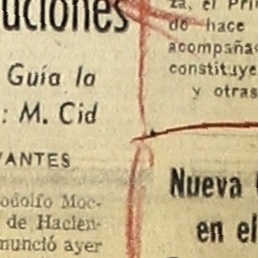 uciones
Guía la
: M. Cid
VANTES
odolfo Moc-
de Hacien-
nunció ayer
za, el Pri
do hace
acompaña
constituye
y otras
Nueva
en el